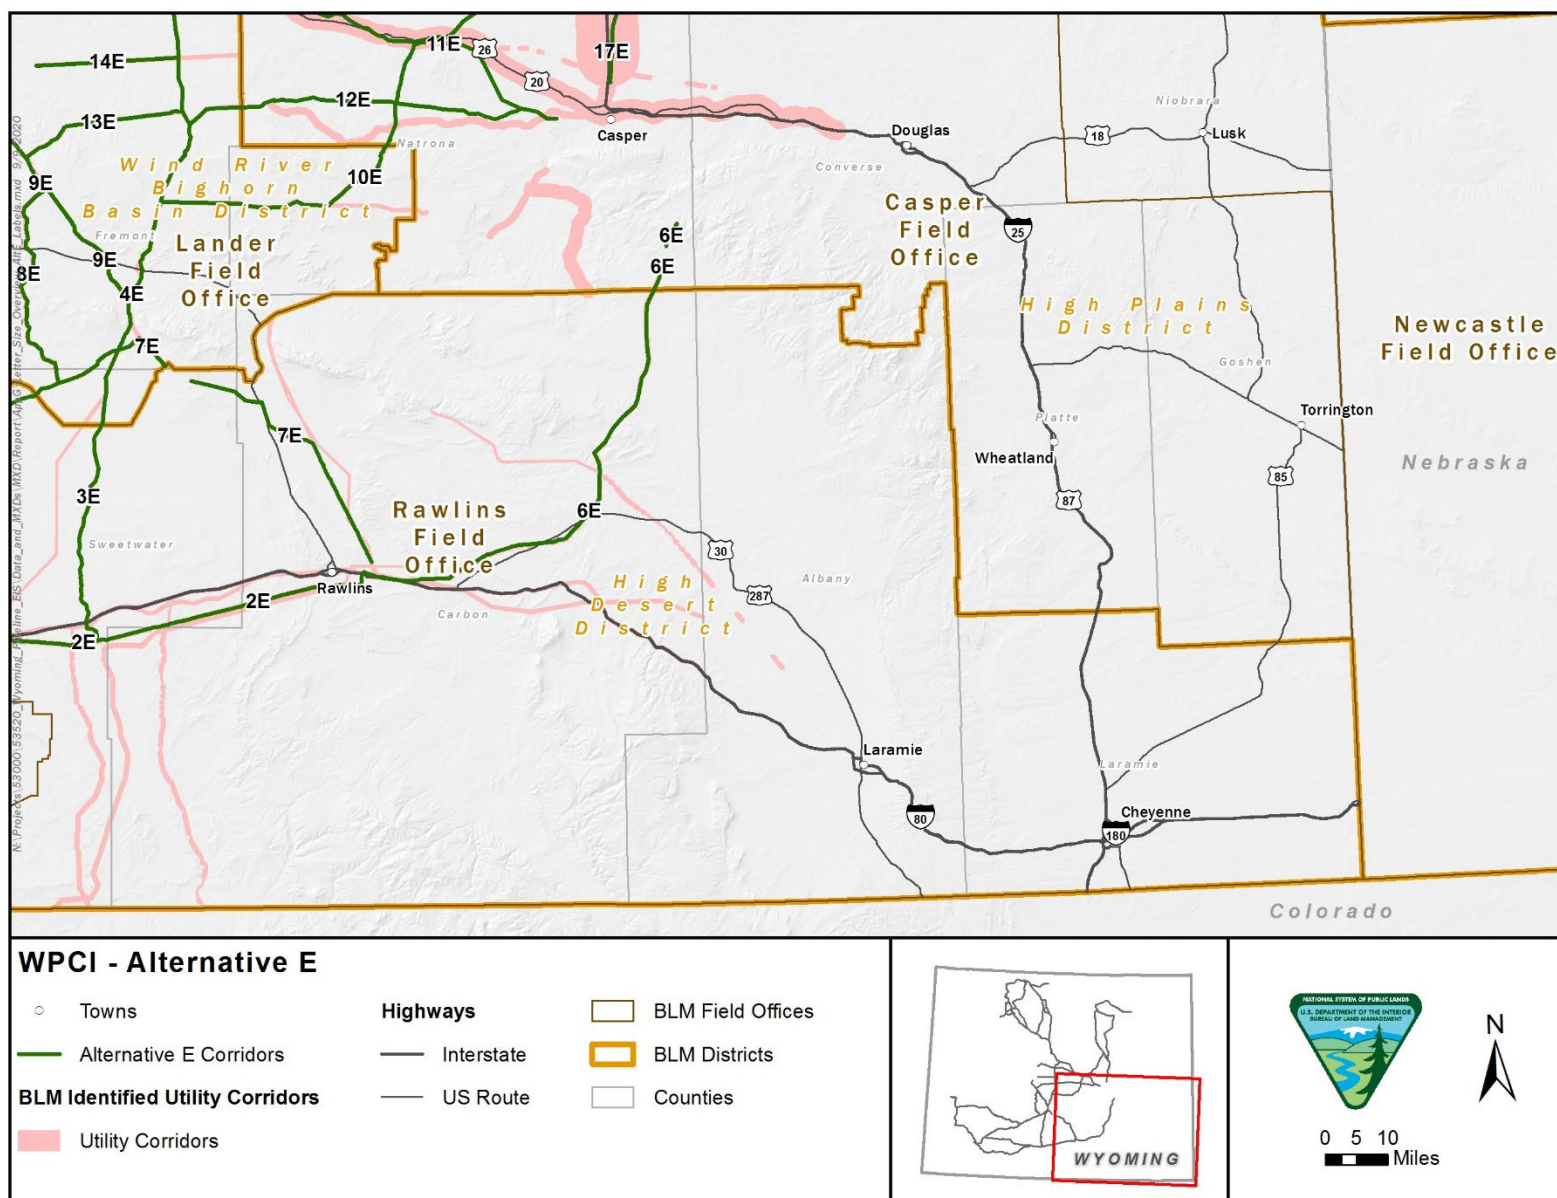 14E
11E
26
17E
20
12E
13E
Casper
Natrona
Douglas
Converse
Niobrara
18
Lusk
Wind River
Bighorn
Basin District
10E
9E
Fremont
Lander
Field
Office
9E
8E
4E
7E
6E
6E
Casper
Field
Office
25
High Plains
District
Newcastle
Field Office
Goshen
Torrington
Platte
Wheatland
Nebraska
85
87
7E
3E
Sweetwater
Rawlins
Field
Office
6E
30
Albany
287
High
Desert
District
Rawlins
Carbon
2E
2E
Laramie
Laramie
80
Cheyenne
180
Colorado
WPCI - Alternative E
Towns
Alternative E Corridors
BLM Identified Utility Corridors
Utility Corridors
Highways
Interstate
US Route
BLM Field Offices
BLM Districts
Counties
WYOMING
NATIONAL SYSTEM OF PUBLIC LANDS
U.S. DEPARTMENT OF THE INTERIOR
BUREAU OF LAND MANAGEMENT
N
0 5 10
Miles